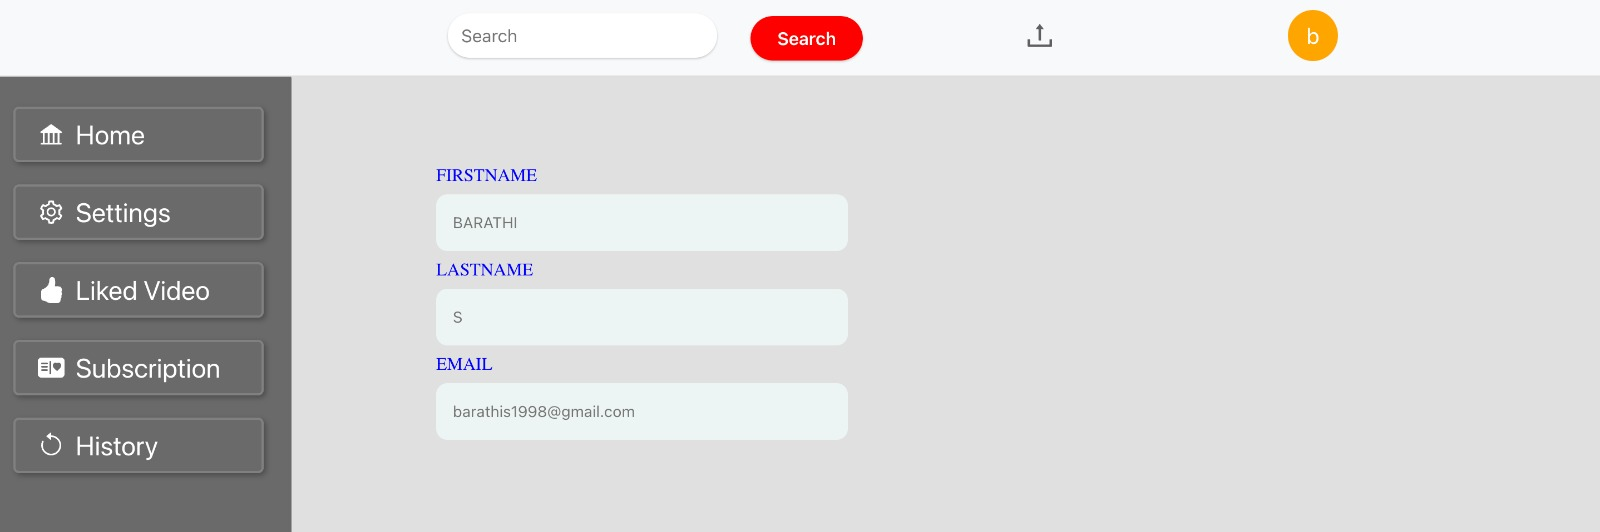 Search
Search
b
Home
Settings
Liked Video
Subscription
History
FIRSTNAME
BARATHI
LASTNAME
S
EMAIL
barathis1998@gmail.com